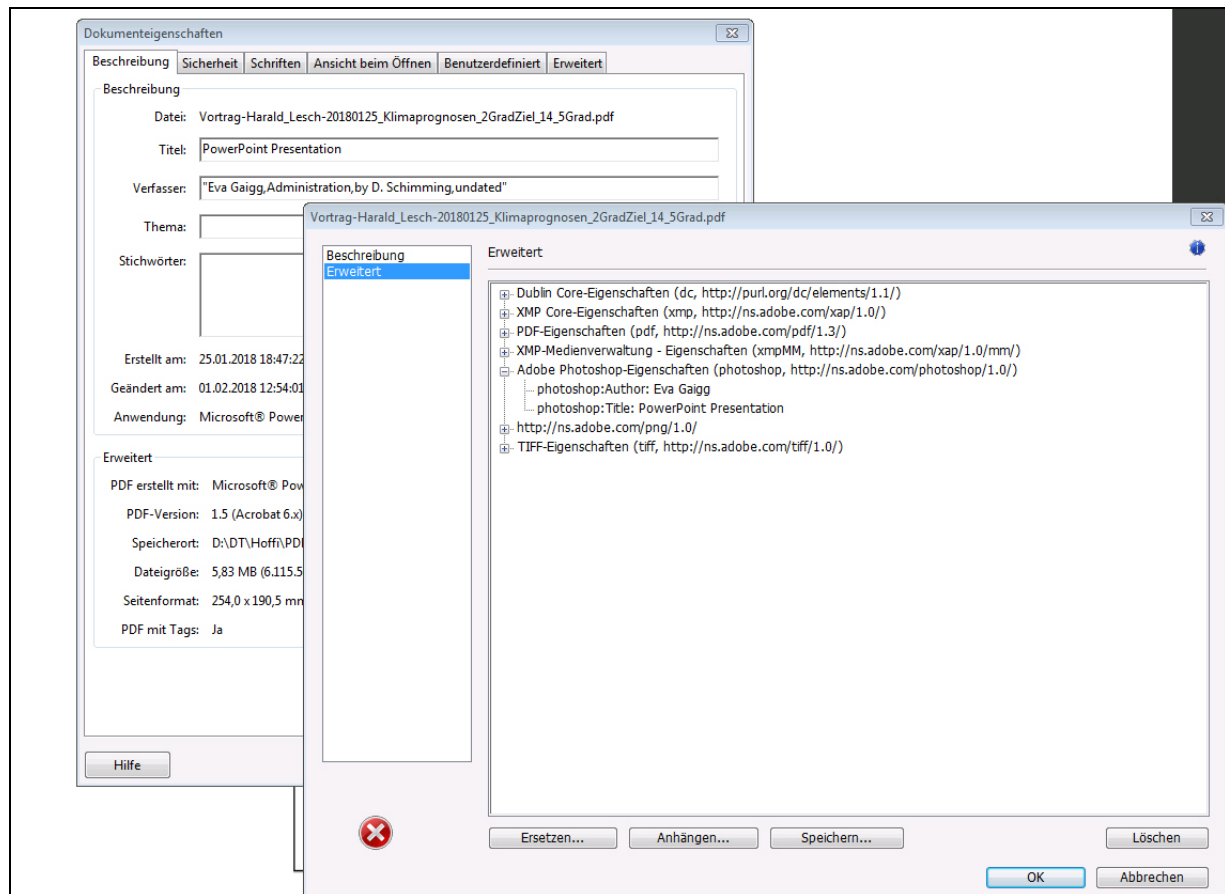 Dokumenteigenschaften
Beschreibung Sicherheit Schriften Ansicht beim Öffnen Benutzerdefiniert Erweitert
Beschreibung
Datei: Vortrag-Harald_Lesch-20180125_Klimaprognosen_2GradZiel_14_5Grad.pdf
Titel: PowerPoint Presentation
Verfasser: "Eva Gaigg,Administration,by D. Schimming,undated"
Thema:
Stichwörter:
Erstellt am: 25.01.2018 18:47:22
Geändert am: 01.02.2018 12:54:01
Anwendung: Microsoft® Power
Erweitert
PDF erstellt mit: Microsoft® Pow
PDF-Version: 1.5 (Acrobat 6.x)
Speicherort: D:\DT\Hoffi\PDI
Dateigröße: 5,83 MB (6.115.5
Seitenformat: 254,0 x 190,5 mm
PDF mit Tags: Ja
Hilfe
Vortrag-Harald_Lesch-20180125_Klimaprognosen_2GradZiel_14_5Grad.pdf
Beschreibung
Erweitert
Erweitert
Dublin Core-Eigenschaften (dc, http://purl.org/dc/elements/1.1/)
XMP Core-Eigenschaften (xmp, http://ns.adobe.com/xap/1.0/)
PDF-Eigenschaften (pdf, http://ns.adobe.com/pdf/1.3/)
XMP-Medienverwaltung - Eigenschaften (xmpMM, http://ns.adobe.com/xap/1.0/mm/)
Adobe Photoshop-Eigenschaften (photoshop, http://ns.adobe.com/photoshop/1.0/)
photoshop:Author: Eva Gaigg
photoshop:Title: PowerPoint Presentation
http://ns.adobe.com/png/1.0/
TIFF-Eigenschaften (tiff, http://ns.adobe.com/tiff/1.0/)
Ersetzen... Anhängen... Speichern... Löschen
OK Abbrechen